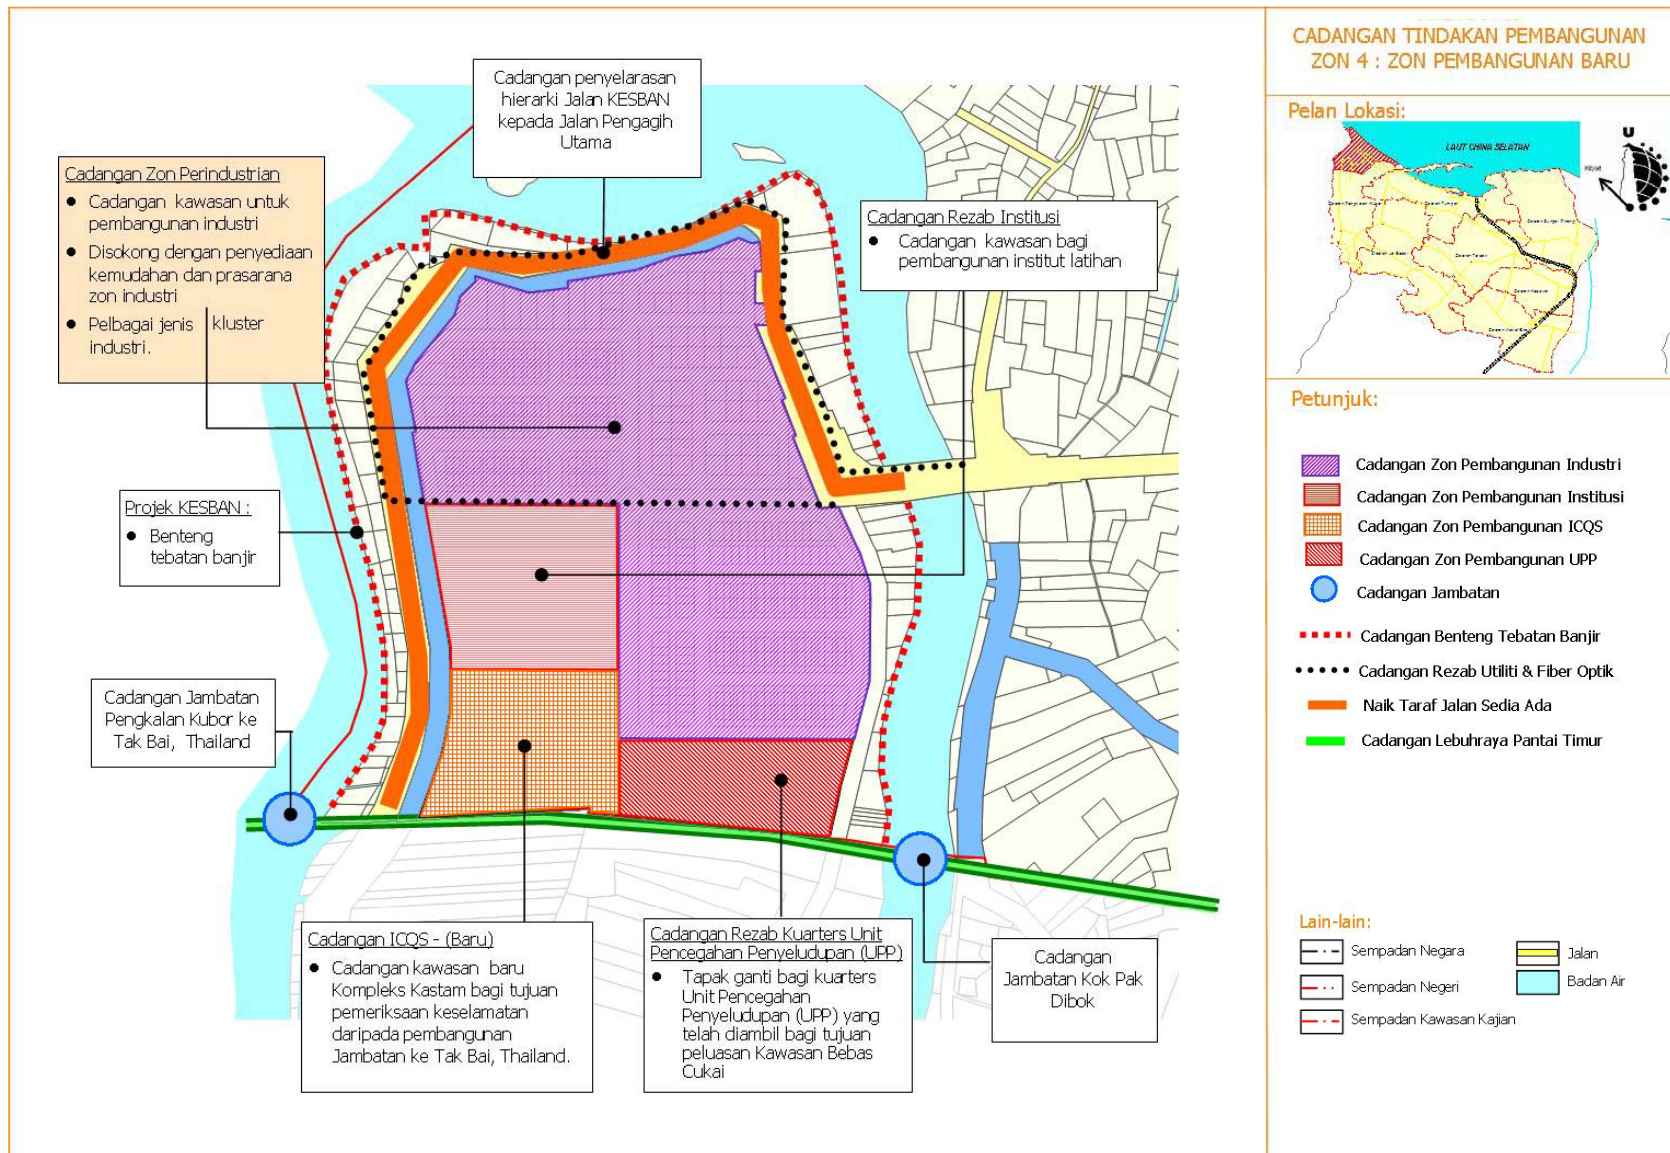 CADANGAN TINDAKAN PEMBANGUNAN
ZON 4 : ZON PEMBANGUNAN BARU
Pelan Lokasi:
LAUT CHINA SELATAN
U
Cadangan penyelarasan
hierarki Jalan KESBAN
kepada Jalan Pengagih
Utama
Cadangan Zon Perindustrian
● Cadangan kawasan untuk
pembangunan industri
● Disokong dengan penyediaan
kemudahan dan prasarana
zon industri
● Pelbagai jenis kluster
industri.
Cadangan Rezab Institusi
● Cadangan kawasan bagi
pembangunan institut latihan
Projek KESBAN :
● Benteng
tebatan banjir
Cadangan Jambatan
Pengkalan Kubor ke
Tak Bai, Thailand
Cadangan ICQS - (Baru)
● Cadangan kawasan baru
Kompleks Kastam bagi tujuan
pemeriksaan keselamatan
daripada pembangunan
Jambatan ke Tak Bai, Thailand.
Cadangan Rezab Kuarters Unit
Pencegahan Penyeludupan (UPP)
● Tapak ganti bagi kuarters
Unit Pencegahan
Penyeludupan (UPP) yang
telah diambil bagi tujuan
peluasan Kawasan Bebas
Cukai
Cadangan
Jambatan Kok Pak
Dibok
Petunjuk:
Cadangan Zon Pembangunan Industri
Cadangan Zon Pembangunan Institusi
Cadangan Zon Pembangunan ICQS
Cadangan Zon Pembangunan UPP
Cadangan Jambatan
Cadangan Benteng Tebatan Banjir
Cadangan Rezab Utiliti & Fiber Optik
Naik Taraf Jalan Sedia Ada
Cadangan Lebuhraya Pantai Timur
Lain-lain:
Sempadan Negara
Sempadan Negeri
Sempadan Kawasan Kajian
Jalan
Badan Air